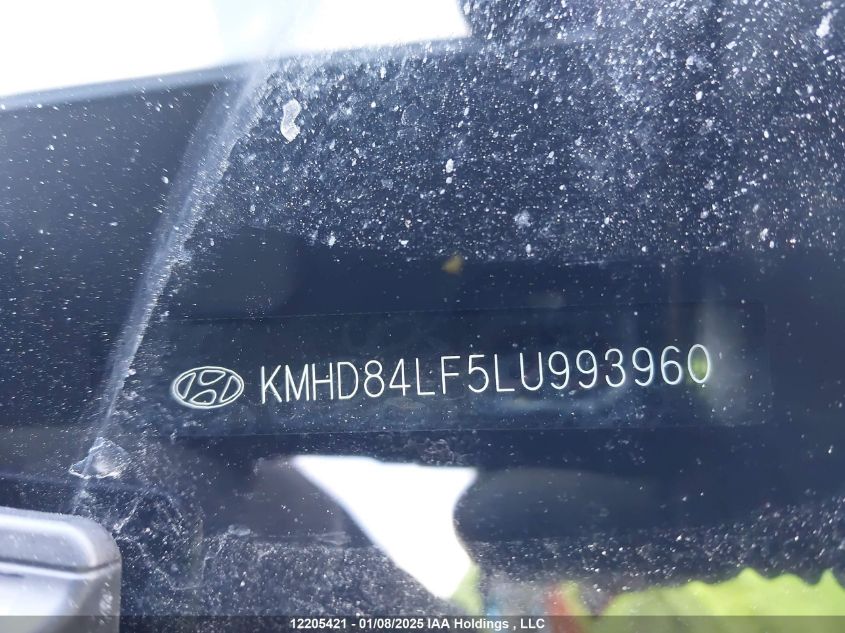 KMHD84LF5LU993960
12205421 - 01/08/2025 IAA Holdings , LLC